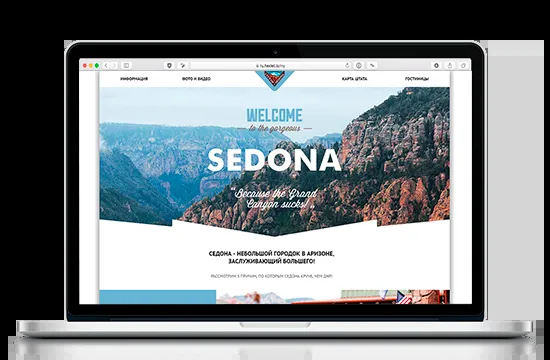 ИНФОРМАЦИЯ ФОТО И ВИДЕО КАРТА ШТАТА ГОСТИНИЦЫ
WELCOME
to the gorgeous
SEDONA
"Because the Grand
Canyon sucks!"
СЕДОНА - НЕБОЛЬШОЙ ГОРОДОК В АРИЗОНЕ,
ЗАСЛУЖИВАЮЩИЙ БОЛЬШЕГО!
РАССМОТРИМ 5 ПРИЧИН, ПО КОТОРЫМ СЕДОНА КРУЧЕ, ЧЕМ